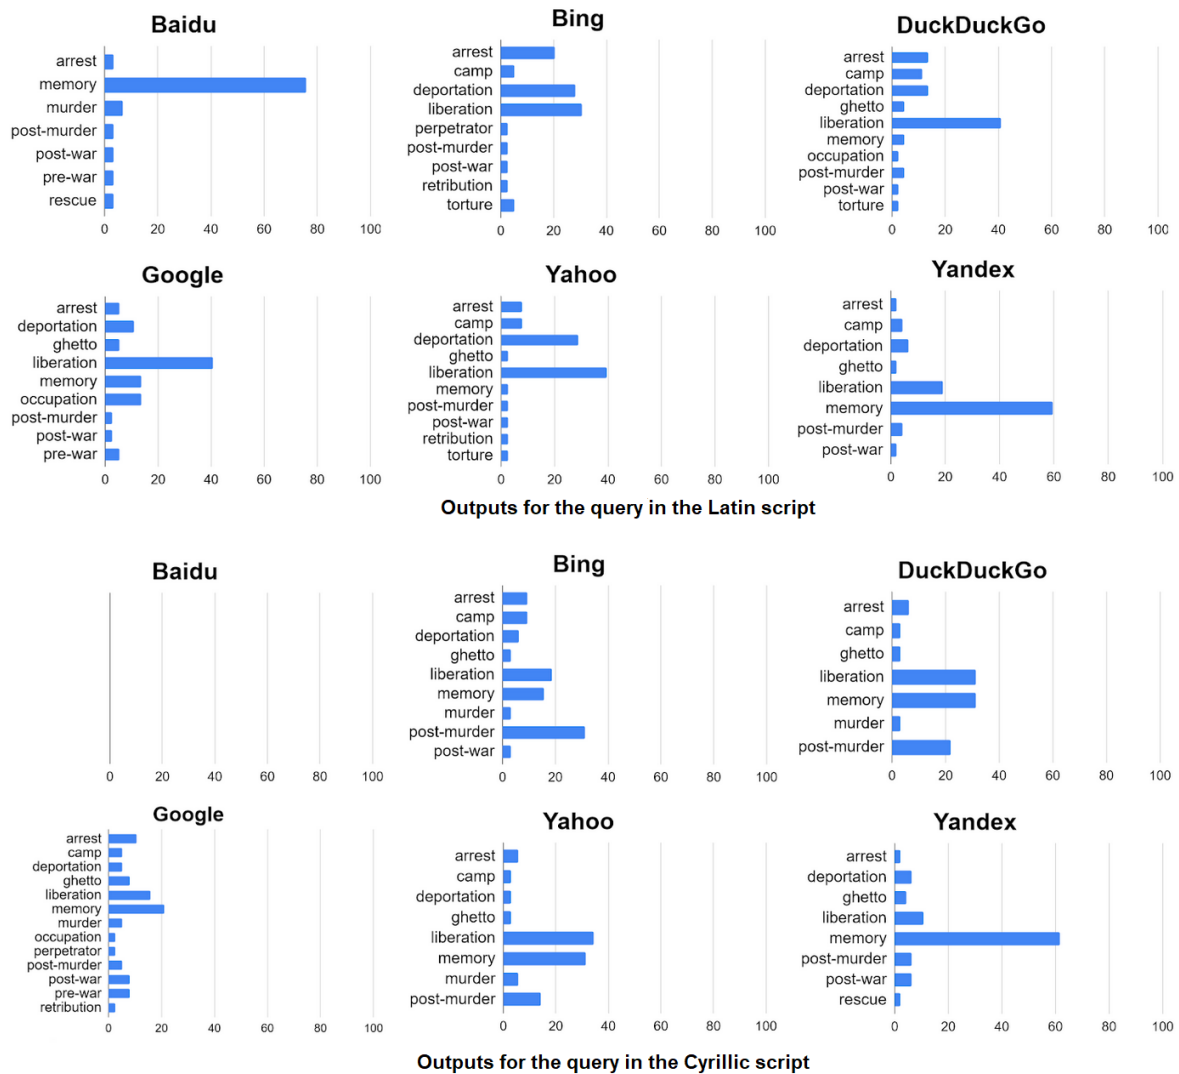 Baidu
arrest
memory
murder
post-murder
post-war
pre-war
rescue
0 20 40 60 80 100
Bing
arrest
camp
deportation
liberation
perpetrator
post-murder
post-war
retribution
torture
0 20 40 60 80 100
DuckDuckGo
arrest
camp
deportation
ghetto
liberation
memory
occupation
post-murder
post-war
torture
0 20 40 60 80 100
Google
arrest
deportation
ghetto
liberation
memory
occupation
post-murder
post-war
pre-war
0 20 40 60 80 100
Yahoo
arrest
camp
deportation
ghetto
liberation
memory
post-murder
post-war
retribution
torture
0 20 40 60 80 100
Yandex
arrest
camp
deportation
ghetto
liberation
memory
post-murder
post-war
0 20 40 60 80 100
Outputs for the query in the Latin script
Baidu
0 20 40 60 80 100
Bing
arrest
camp
deportation
ghetto
liberation
memory
murder
post-murder
post-war
0 20 40 60 80 100
DuckDuckGo
arrest
camp
ghetto
liberation
memory
murder
post-murder
0 20 40 60 80 100
Google
arrest
camp
deportation
ghetto
liberation
memory
murder
occupation
perpetrator
post-murder
post-war
pre-war
retribution
0 20 40 60 80 100
Yahoo
arrest
camp
deportation
ghetto
liberation
memory
murder
post-murder
0 20 40 60 80 100
Yandex
arrest
deportation
ghetto
liberation
memory
post-murder
post-war
rescue
0 20 40 60 80 100
Outputs for the query in the Cyrillic script